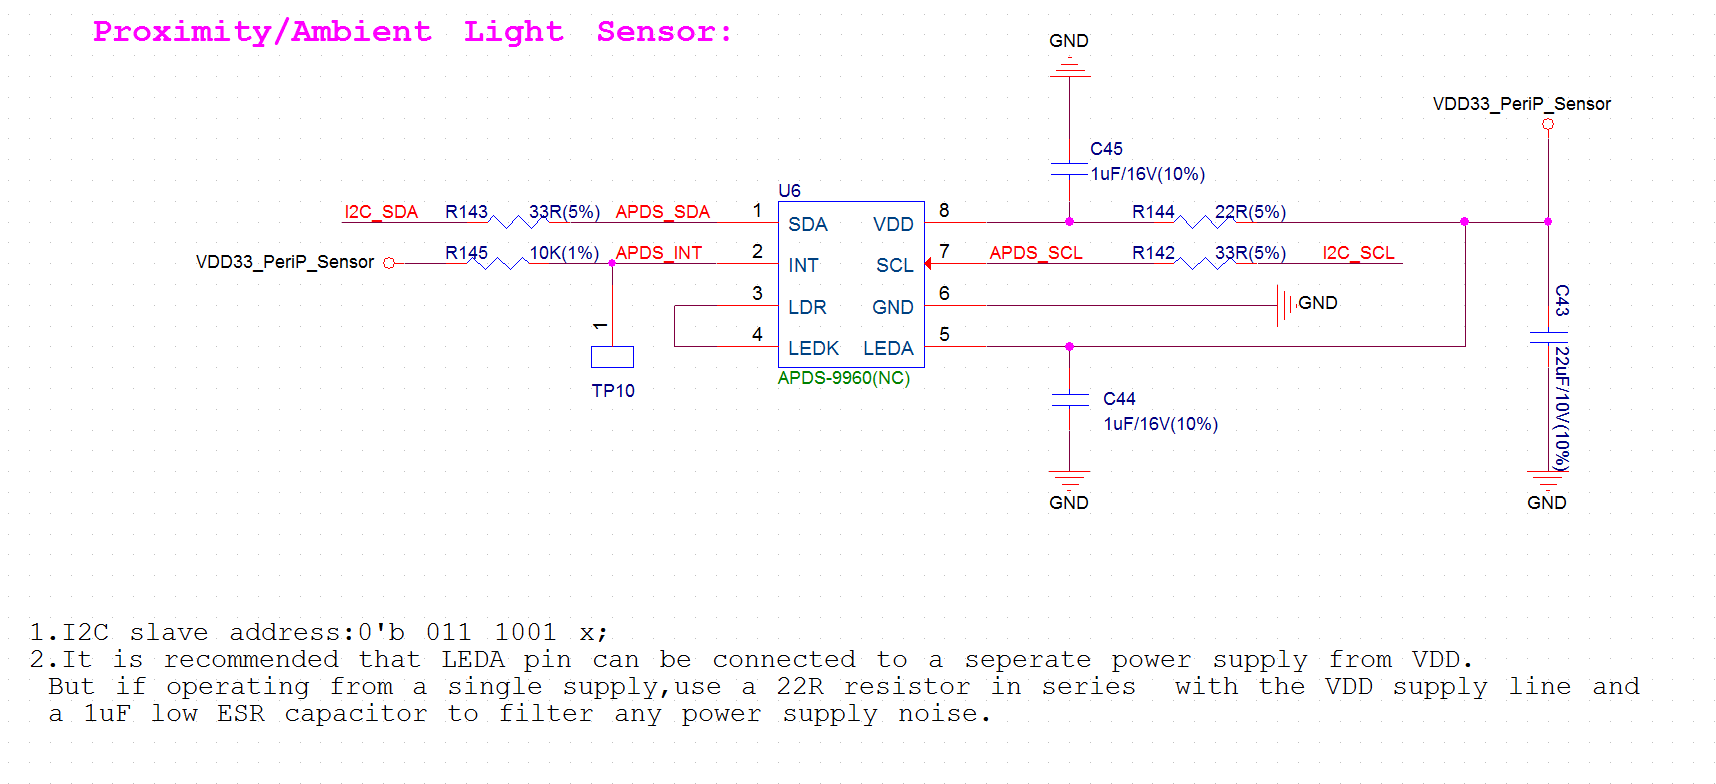 Proximity/Ambient Light Sensor:
GND
VDD33_PeriP_Sensor
C45
1uF/16V(10%)
U6
I2C_SDA
R143
33R(5%)
APDS_SDA
1
SDA
VDD
8
R144
22R(5%)
VDD33_PeriP_Sensor
R145
10K(1%)
APDS_INT
2
INT
SCL
7
APDS_SCL
R142
33R(5%)
I2C_SCL
3
LDR
GND
6
GND
C43
22uF/10V(10%)
1
4
LEDK
LEDA
5
APDS-9960(NC)
TP10
C44
1uF/16V(10%)
GND
GND
1.I2C slave address:0'b 011 1001 x;
2.It is recommended that LEDA pin can be connected to a seperate power supply from VDD.
But if operating from a single supply,use a 22R resistor in series with the VDD supply line and
a 1uF low ESR capacitor to filter any power supply noise.